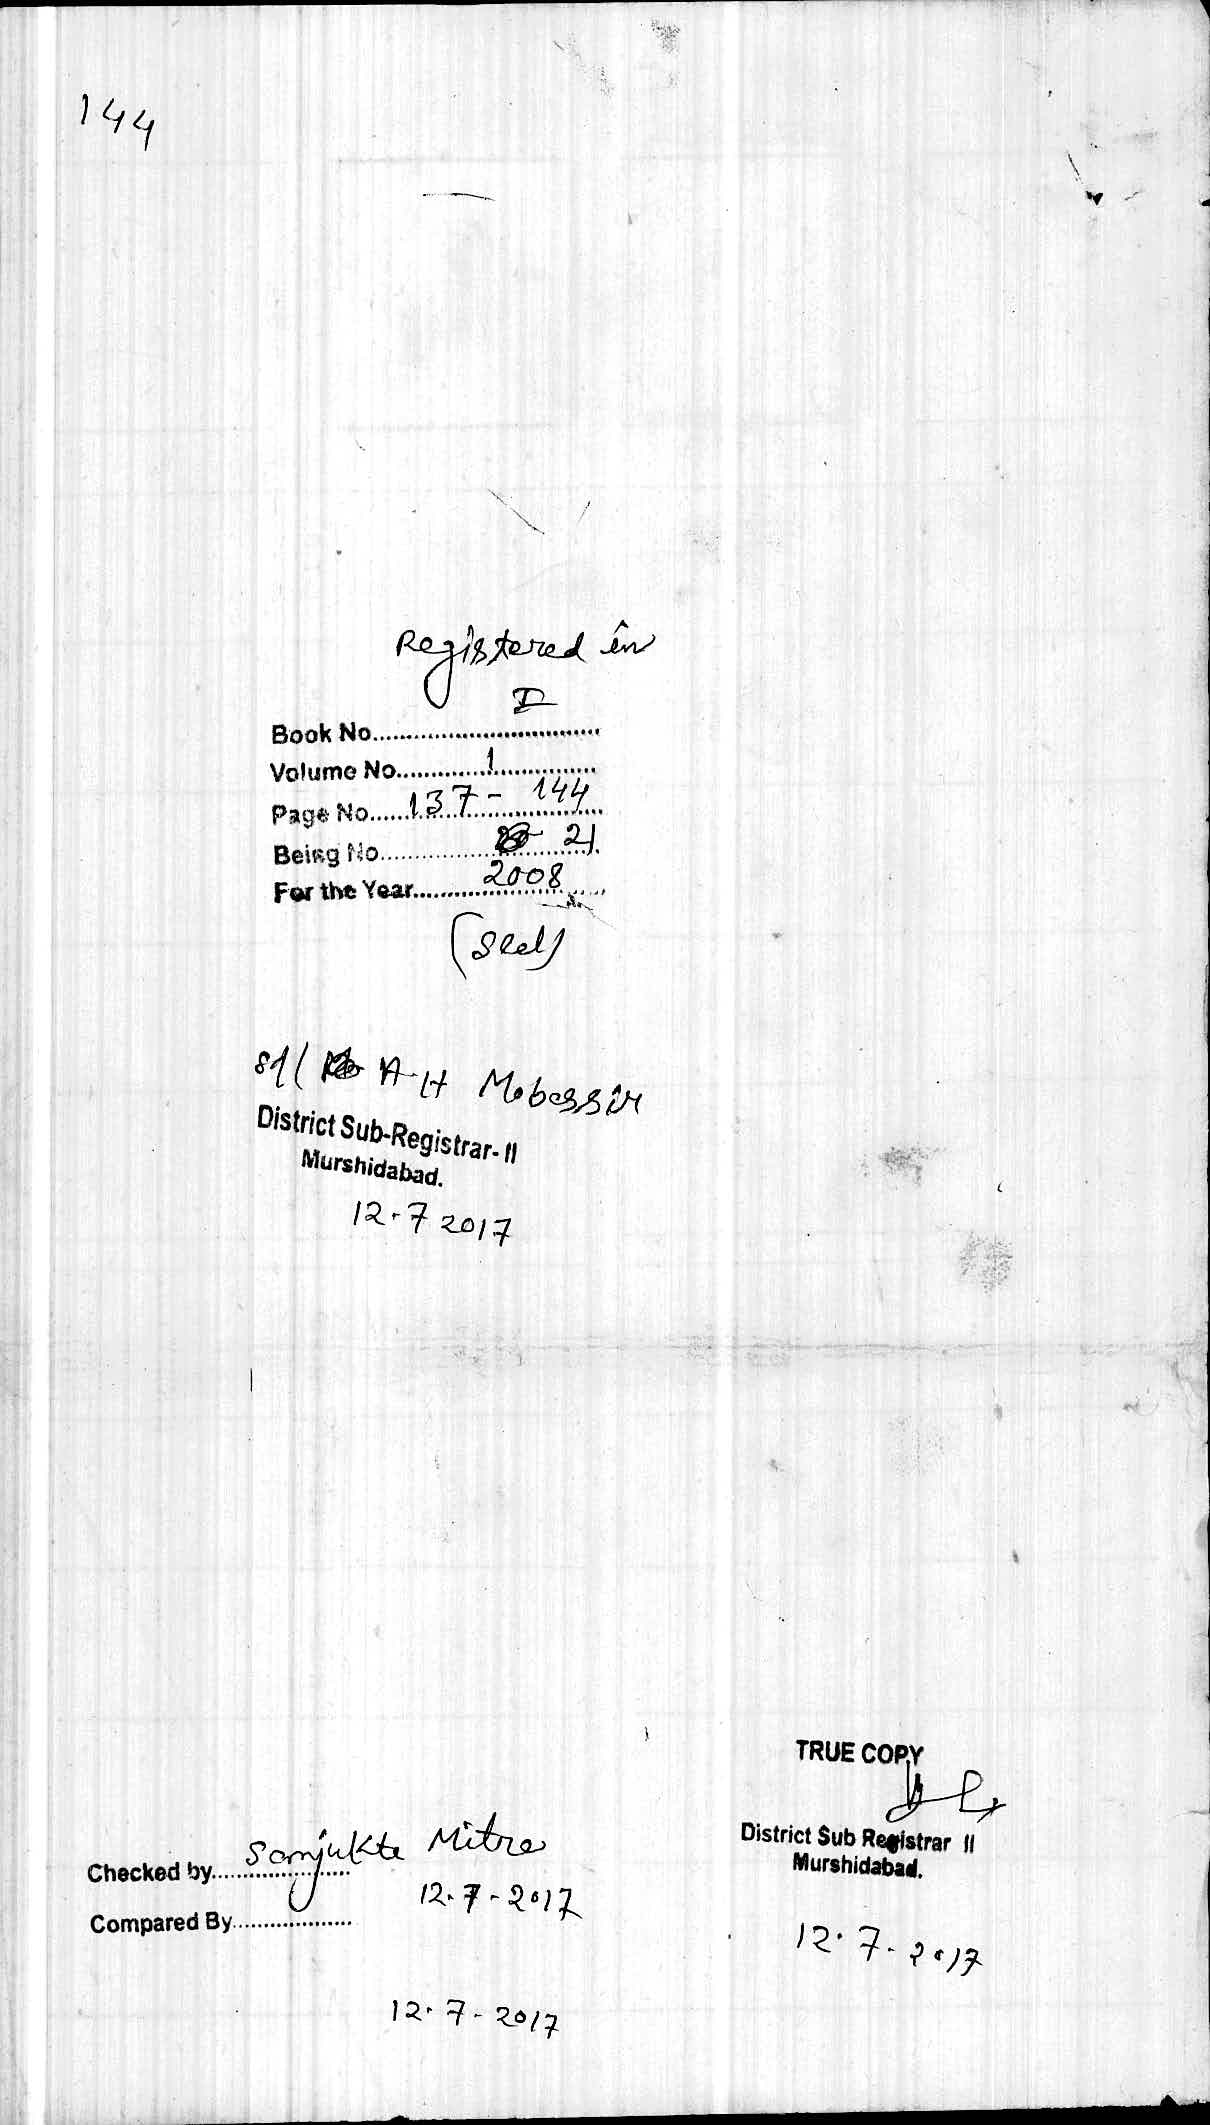 144
Registered in
I
Book No..................................
Volume No..............1................
Page No......137- 144
Being No.................... 21
For the Year............2008
(Seal)
Sd/ A H Mobassir
District Sub-Registrar- II
Murshidabad.
12.7 2017
TRUE COPY
District Sub Registrar II
Murshidabad.
12.7.2017
Checked by Sanjukta Mitra
12.7-2017
Compared By...................
12.7-2017